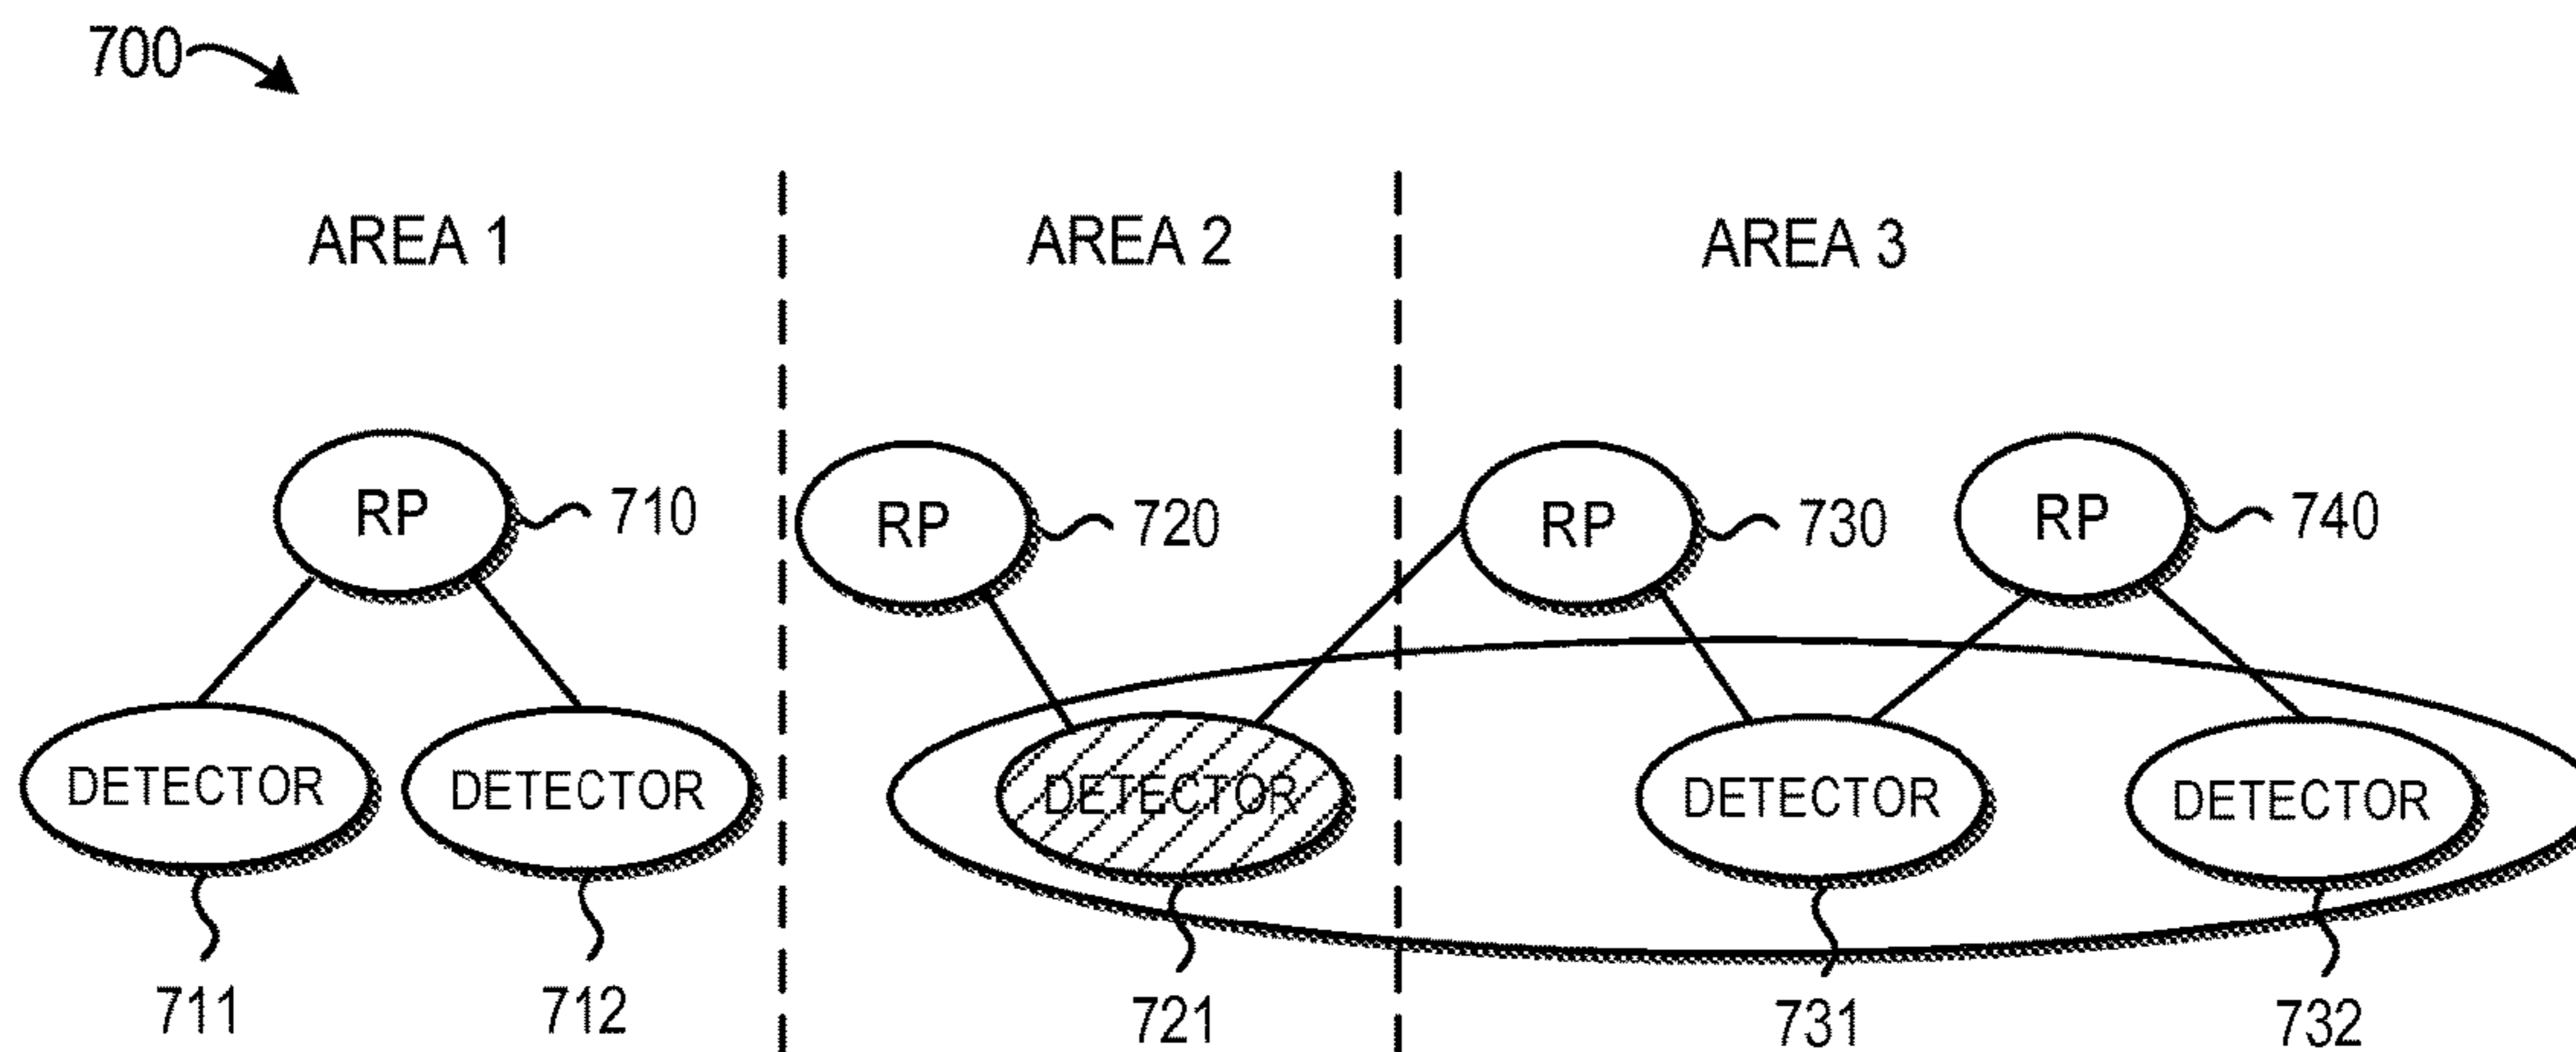 700
AREA 1 AREA 2 AREA 3
RP 710 RP 720 RP 730 RP 740
DETECTOR DETECTOR DETECTOR DETECTOR DETECTOR
711 712 721 731 732